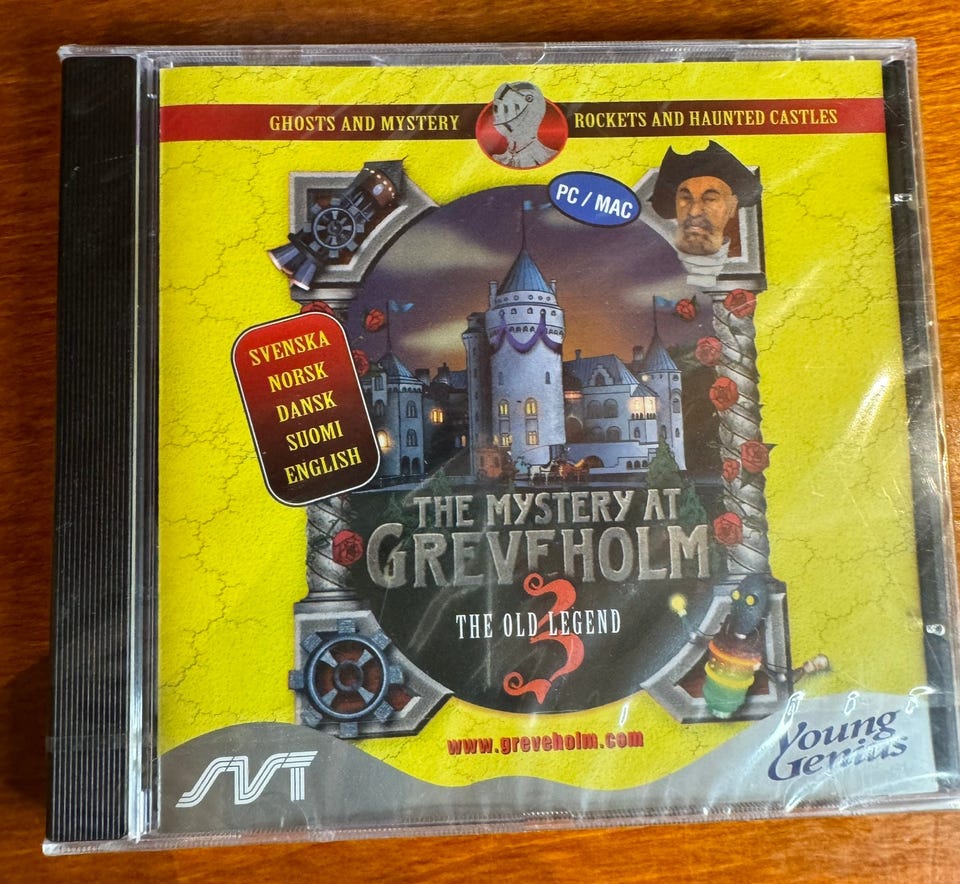 GHOSTS AND MYSTERY
ROCKETS AND HAUNTED CASTLES
PC / MAC
SVENSKA
NORSK
DANSK
SUOMI
ENGLISH
THE MYSTERY AT
GREVEHOLM
3
THE OLD LEGEND
www.greveholm.com
SVT
Young
Genius